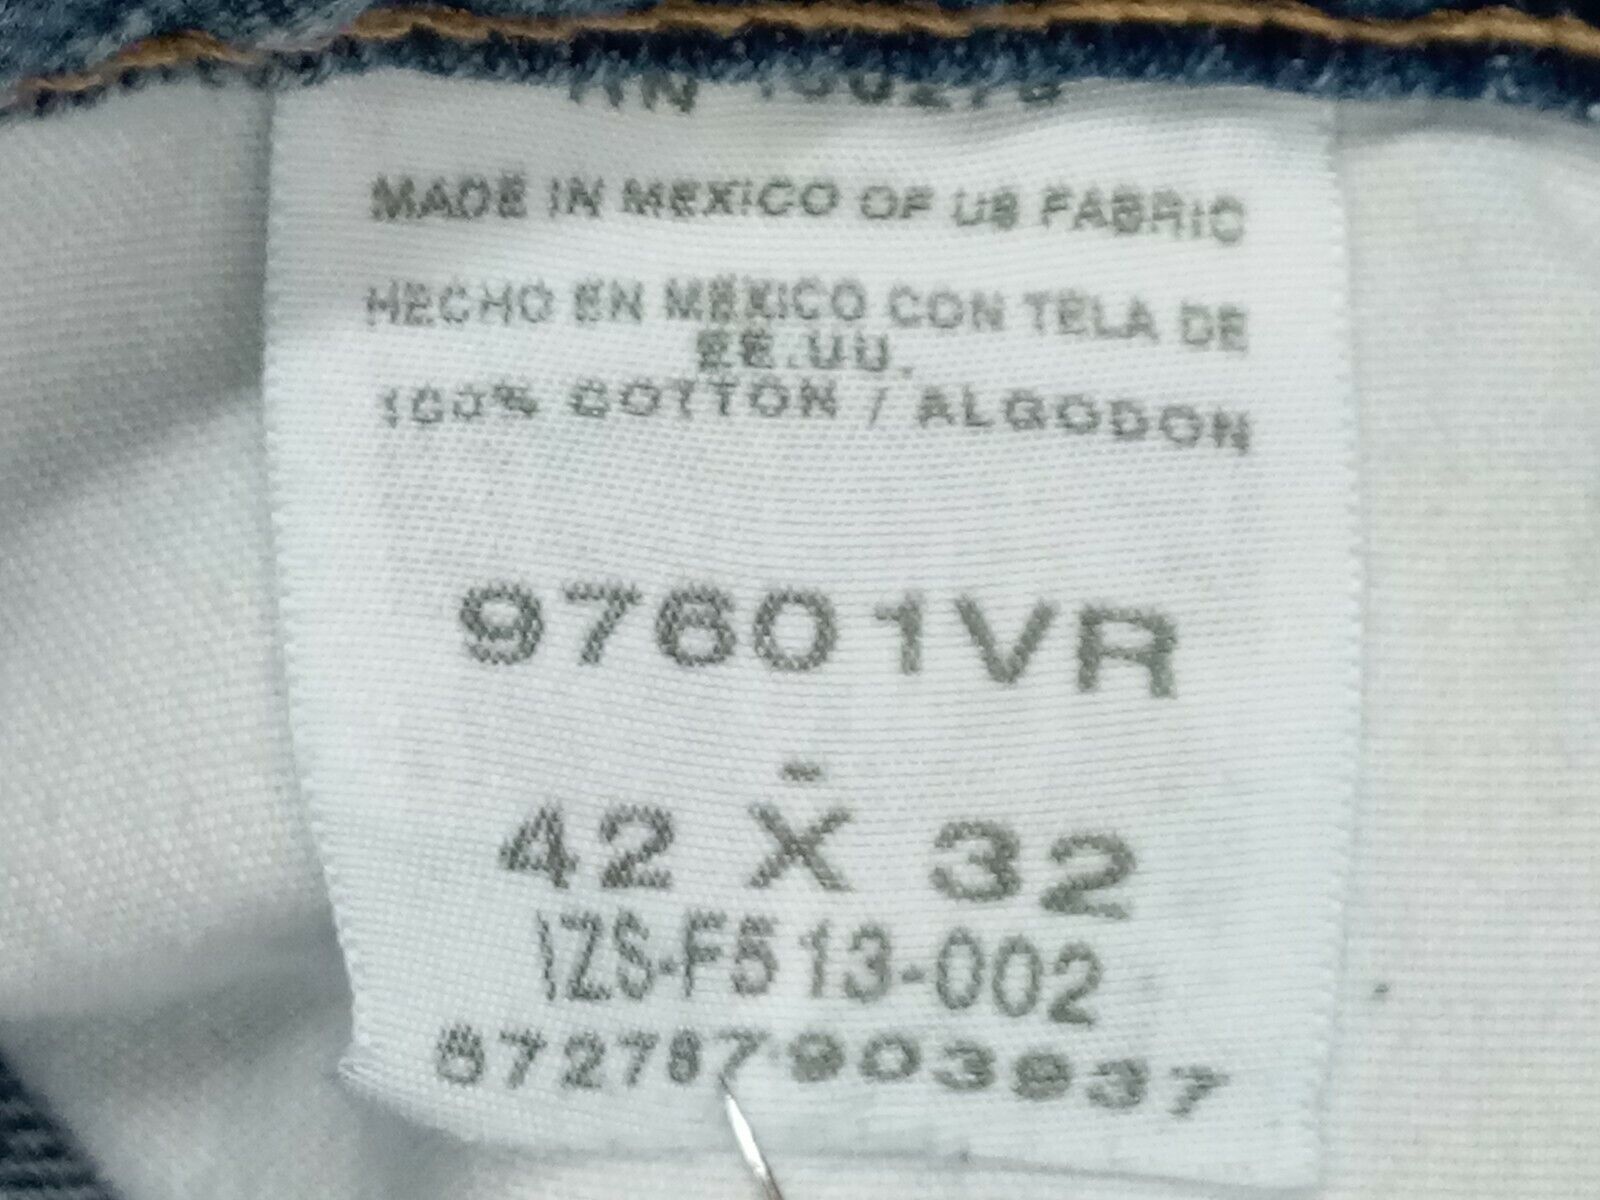 MADE IN MEXICO OF US FABRIC
HECHO EN MEXICO CON TELA DE
EE.UU.
100% COTTON / ALGODON
97601VR
-
42 X 32
IZS-F513-002